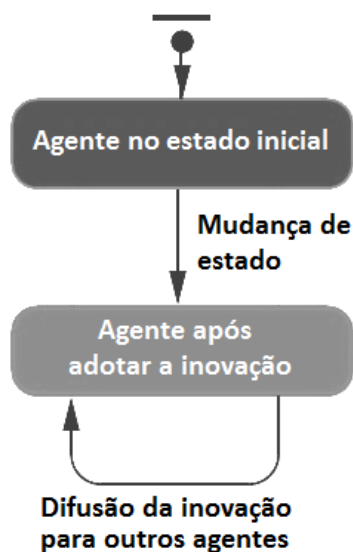 Agente no estado inicial
Mudança de
estado
Agente após
adotar a inovação
Difusão da inovação
para outros agentes